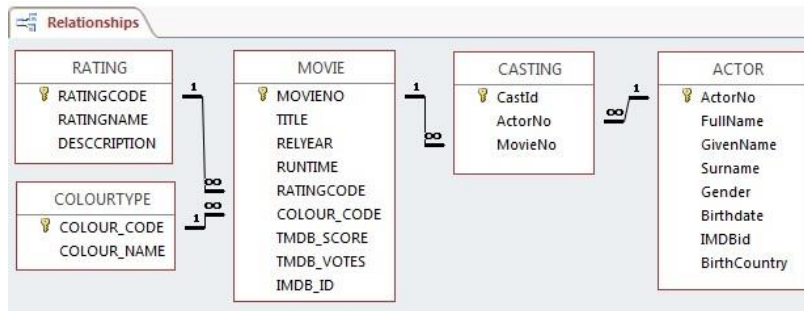 Relationships
RATING
RATINGCODE
RATINGNAME
DESCCRIPTION
COLOURTYPE
COLOUR_CODE
COLOUR_NAME
1
∞
1
∞
MOVIE
MOVIENO
TITLE
RELYEAR
RUNTIME
RATINGCODE
COLOUR_CODE
TMDB_SCORE
TMDB_VOTES
IMDB_ID
1
∞
CASTING
CastId
ActorNo
MovieNo
∞
1
ACTOR
ActorNo
FullName
GivenName
Surname
Gender
Birthdate
IMDBid
BirthCountry